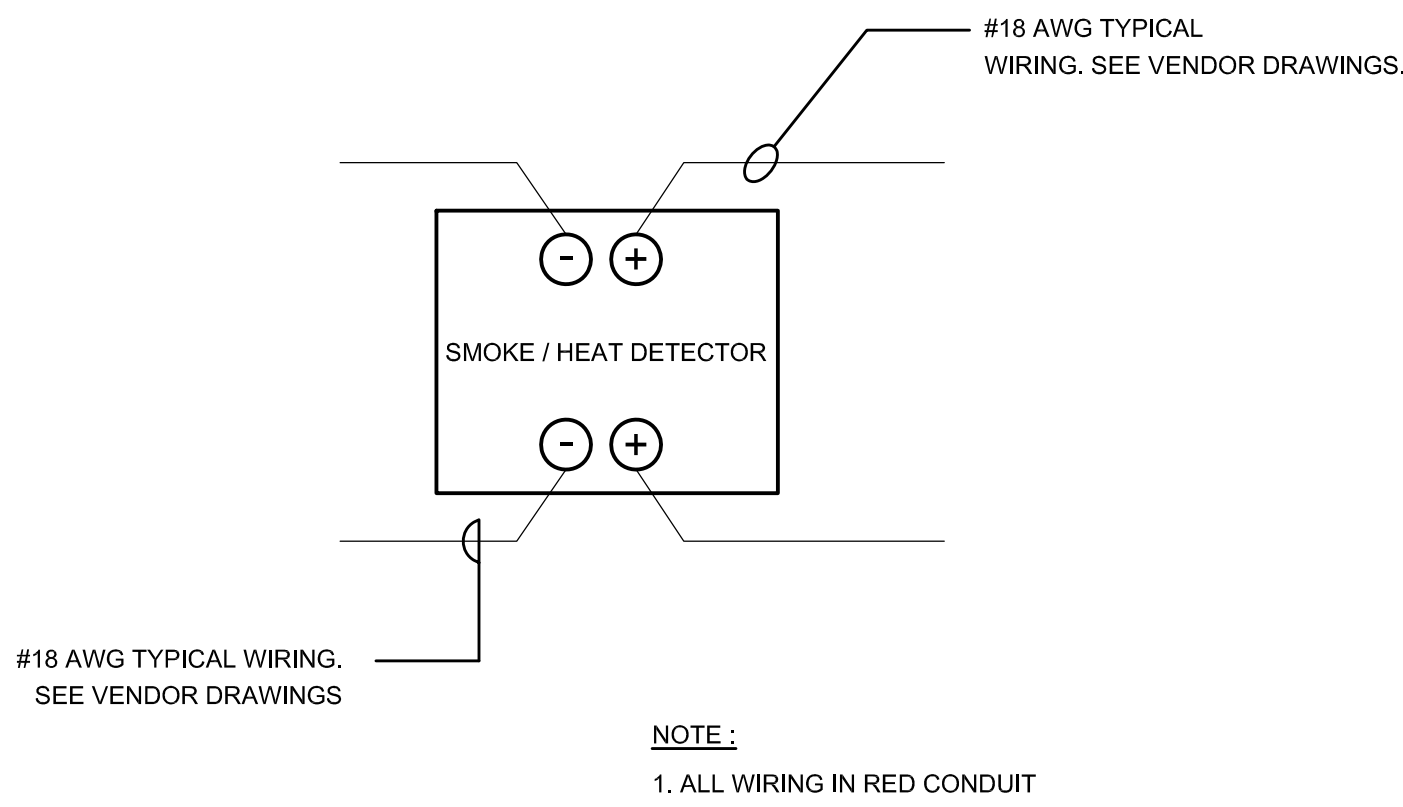 #18 AWG TYPICAL
WIRING. SEE VENDOR DRAWINGS.
- +
SMOKE / HEAT DETECTOR
- +
#18 AWG TYPICAL WIRING.
SEE VENDOR DRAWINGS
NOTE :
1. ALL WIRING IN RED CONDUIT